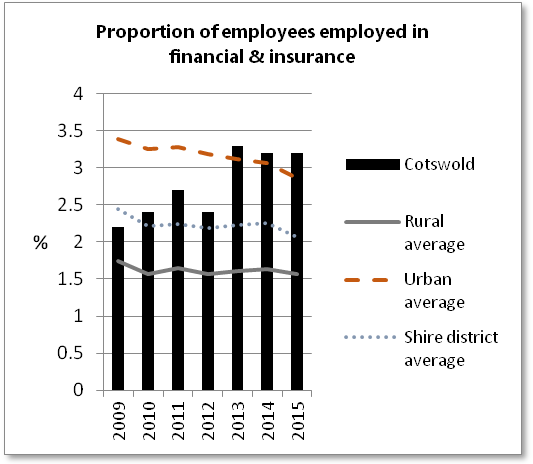 Proportion of employees employed in
financial & insurance
4
3.5
3
2.5
2
1.5
1
0.5
0
%
2009
2010
2011
2012
2013
2014
2015
Cotswold
Rural
average
Urban
average
Shire district
average